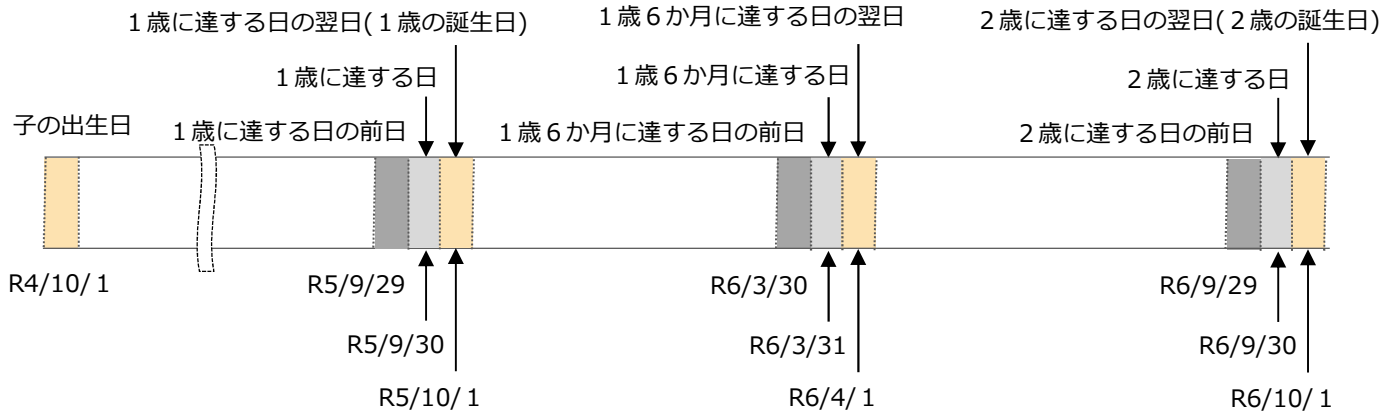 １歳に達する日の翌日(１歳の誕生日)
１歳６か月に達する日の翌日
２歳に達する日の翌日(２歳の誕生日)
１歳に達する日
１歳６か月に達する日
２歳に達する日
子の出生日
１歳に達する日の前日
１歳６か月に達する日の前日
２歳に達する日の前日
R4/10/１
R5/9/29
R6/3/30
R6/9/29
R5/9/30
R6/3/31
R6/9/30
R5/10/１
R6/4/１
R6/10/１